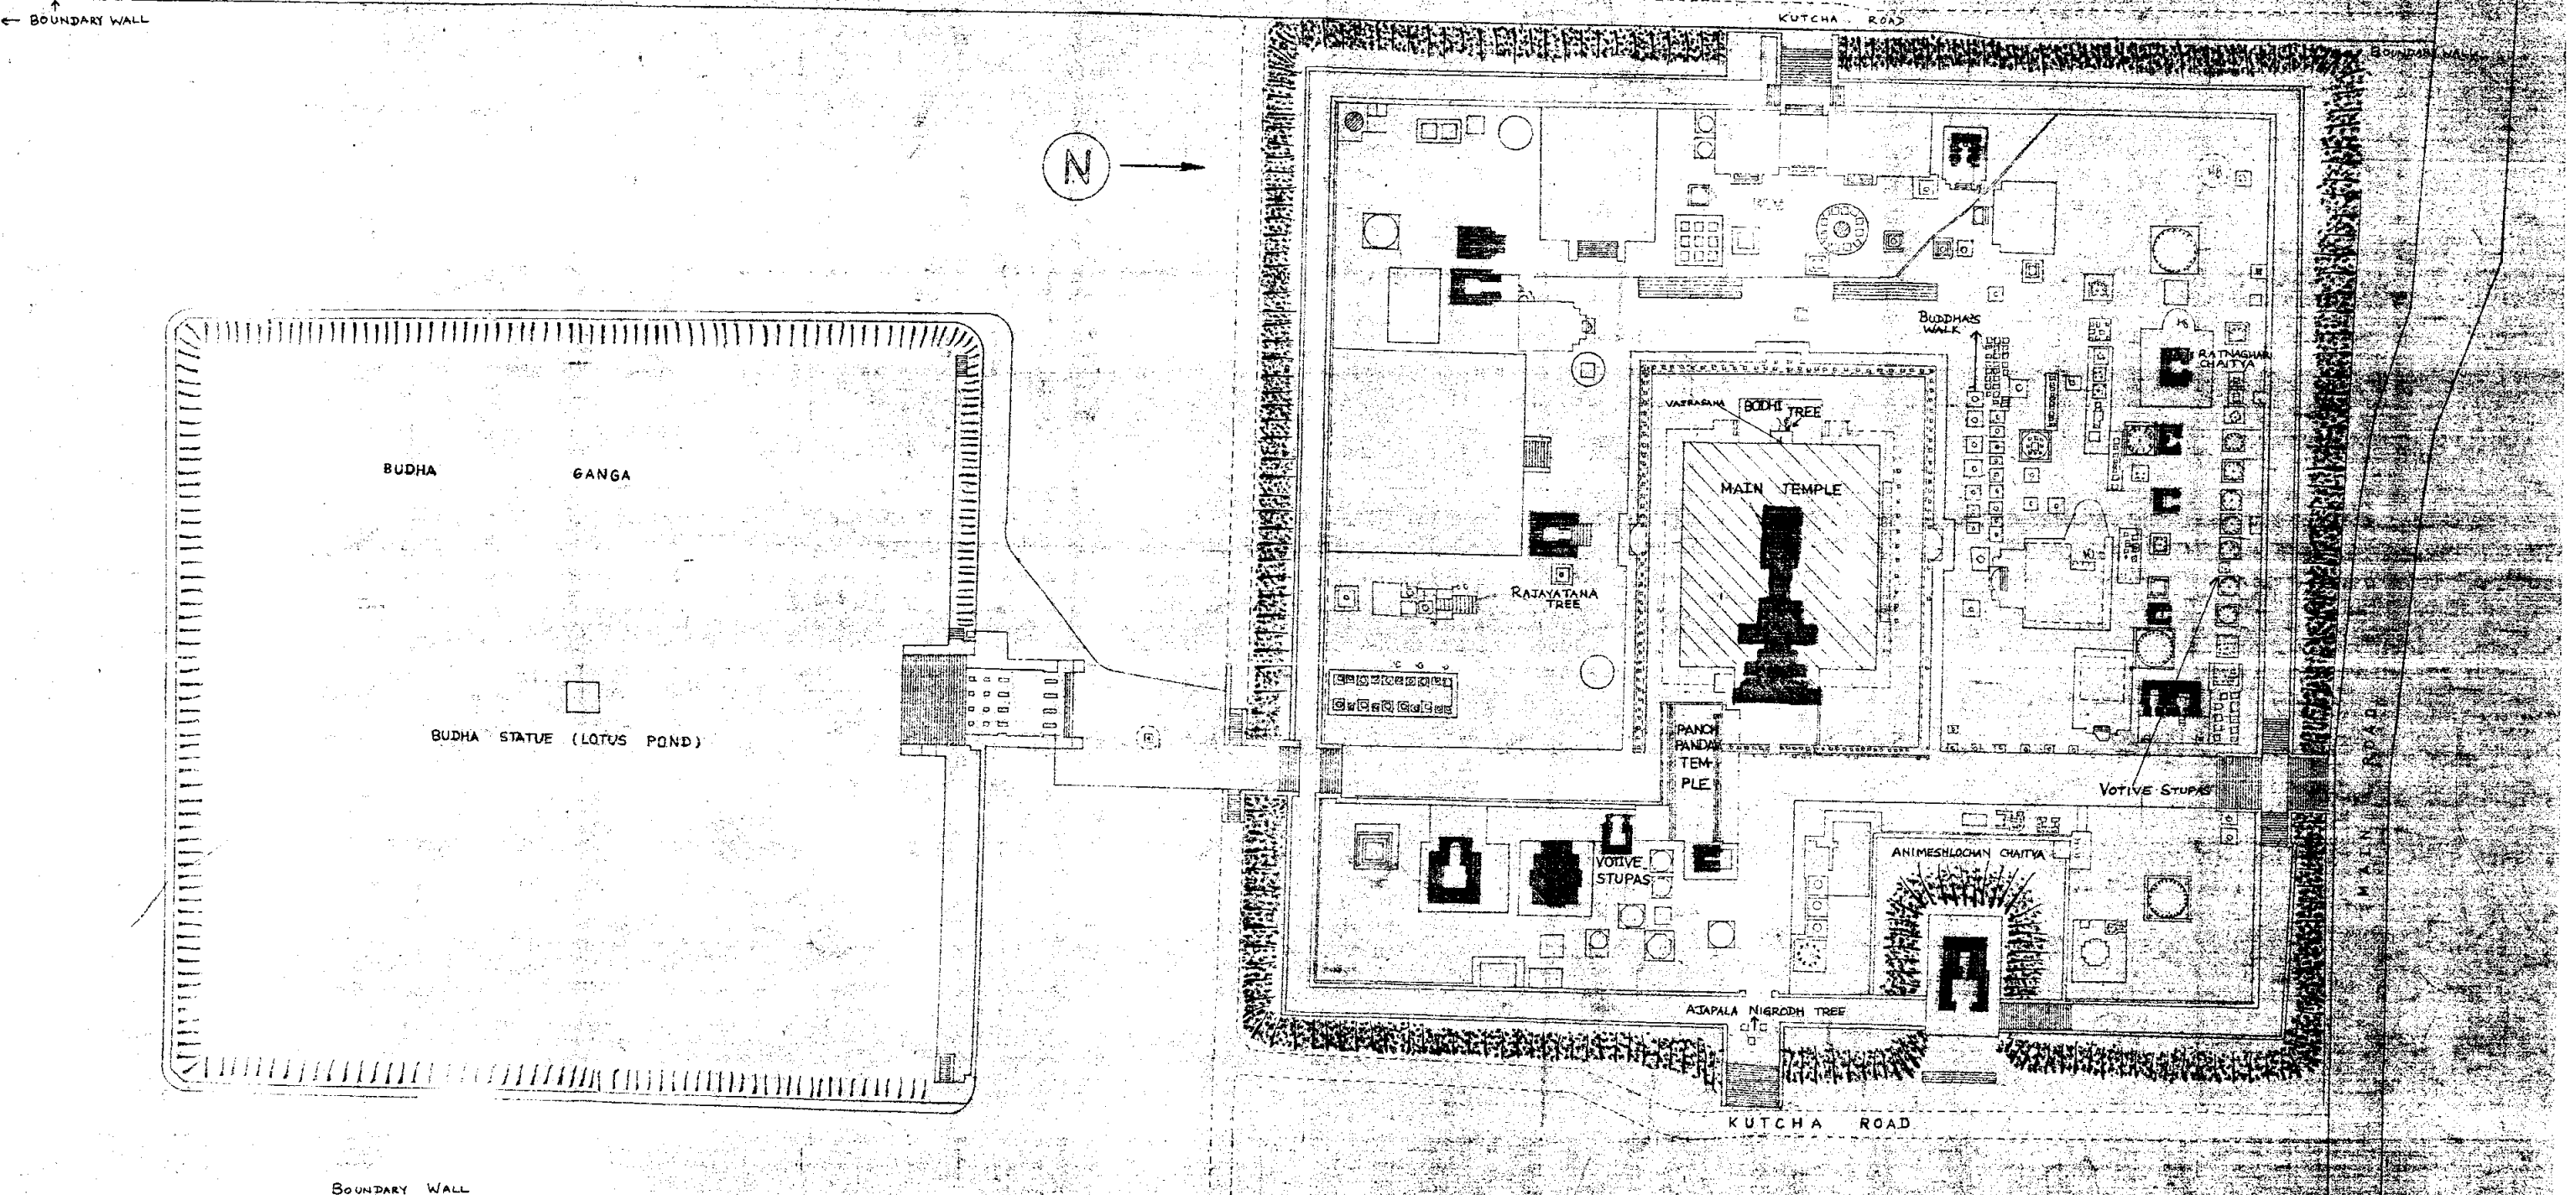 ← BOUNDARY WALL
KUTCHA ROAD
BOUNDARY WALL
N
BUDDHA'S
WALK
RATNAGHAR
CHAITYA
VAJRASANA
BODHI
TREE
BUDHA GANGA
MAIN TEMPLE
RAJAYATANA
TREE
BUDHA STATUE (LOTUS POND)
PANCH
PANDAV
TEM-
PLE
VOTIVE STUPAS
MAIN ROAD
VOTIVE
STUPAS
ANIMESHLOCHAN CHAITYA
AJAPALA NIGRODH TREE
KUTCHA ROAD
BOUNDARY WALL